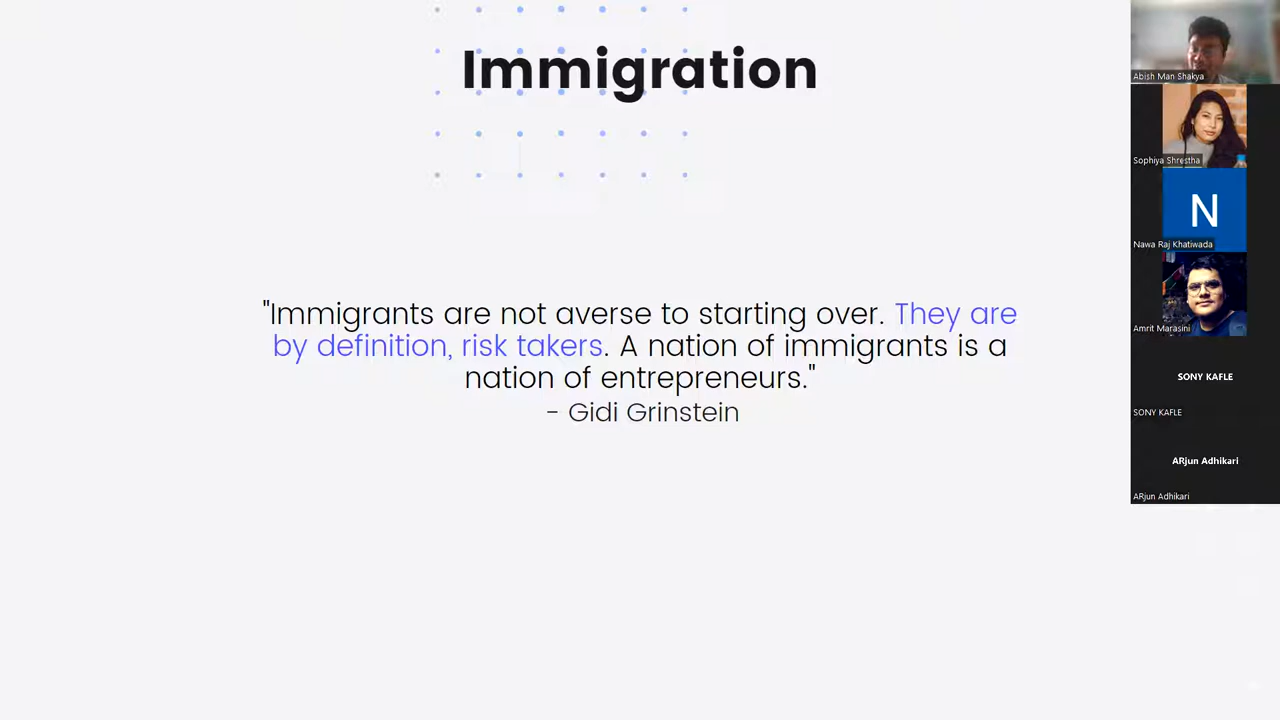 Immigration
"Immigrants are not averse to starting over. They are
by definition, risk takers. A nation of immigrants is a
nation of entrepreneurs."
- Gidi Grinstein
Abish Man Shakya
Sophiya Shrestha
N
Nawa Raj Khatiwada
Amrit Marasini
SONY KAFLE
SONY KAFLE
ARjun Adhikari
ARjun Adhikari